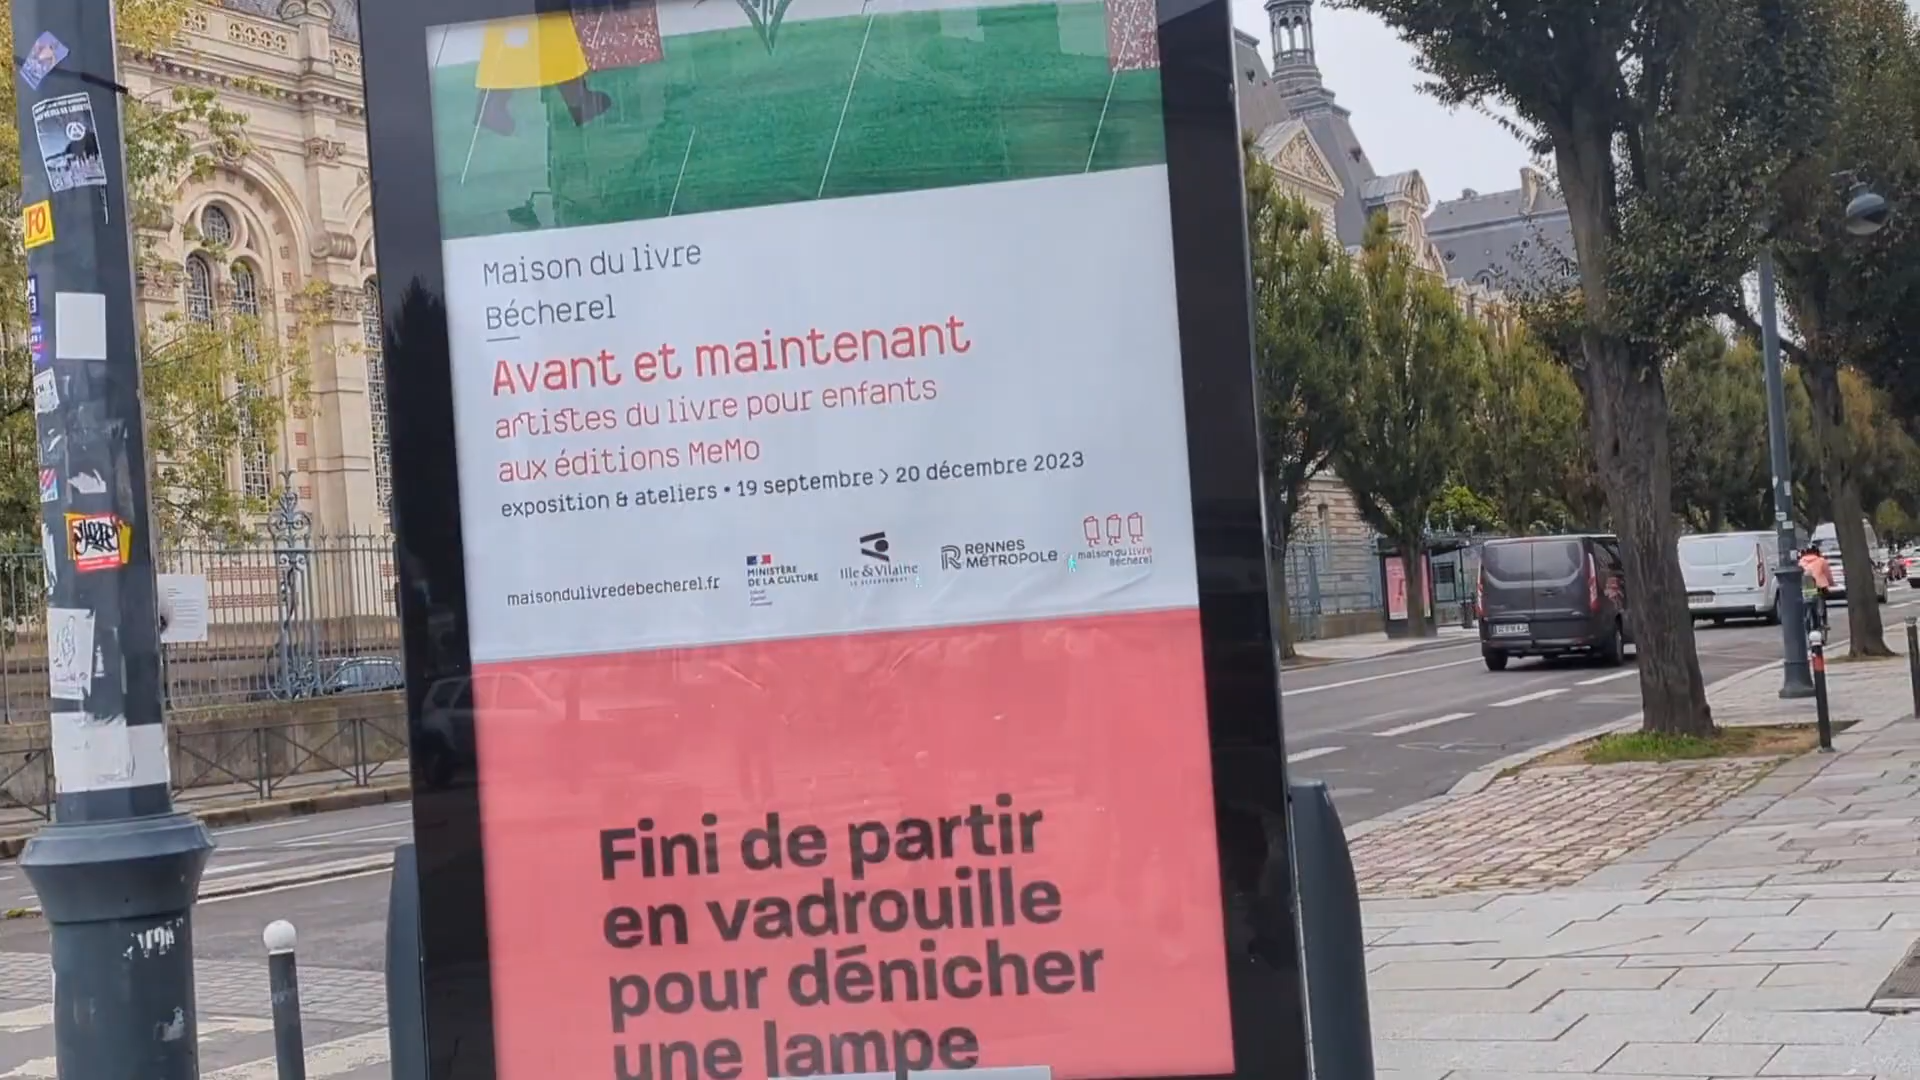 Maison du livre
Bécherel
Avant et maintenant
artistes du livre pour enfants
aux éditions MeMo
exposition & ateliers • 19 septembre > 20 décembre 2023
maisondulivredebecherel.fr
MINISTÈRE
DE LA CULTURE
Ille & Vilaine
LE DÉPARTEMENT
RENNES
MÉTROPOLE
maison du livre
Bécherel
Fini de partir
en vadrouille
pour dénicher
une lampe
FO